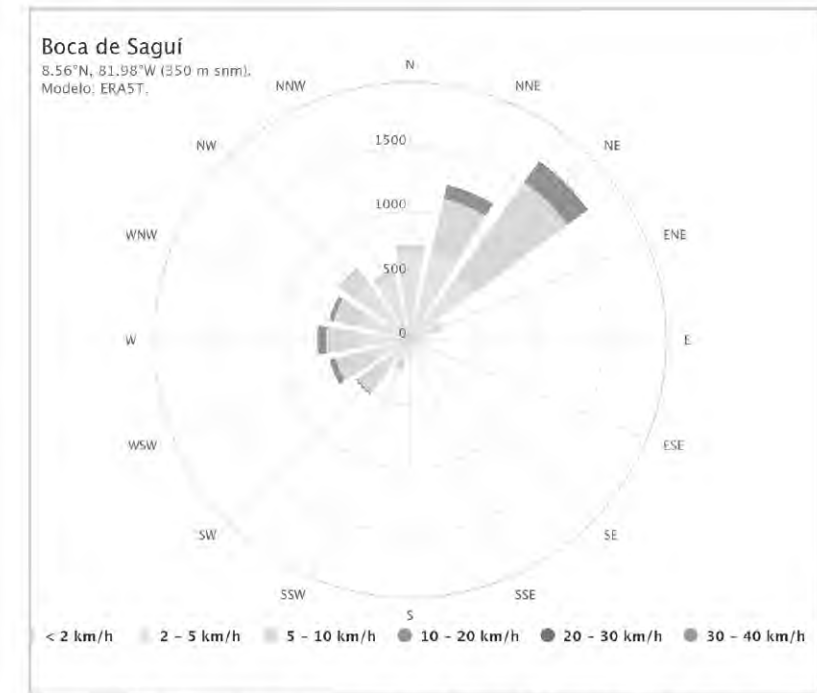 Boca de Saguí
8.56°N, 81.98°W (350 m snm).
Modelo: ERA5T.
N
NNW
NNE
NW
NE
1500
1000
WNW
ENE
500
W
0
E
WSW
ESE
SW
SE
SSW
SSE
S
< 2 km/h 2 - 5 km/h 5 - 10 km/h 10 - 20 km/h 20 - 30 km/h 30 - 40 km/h